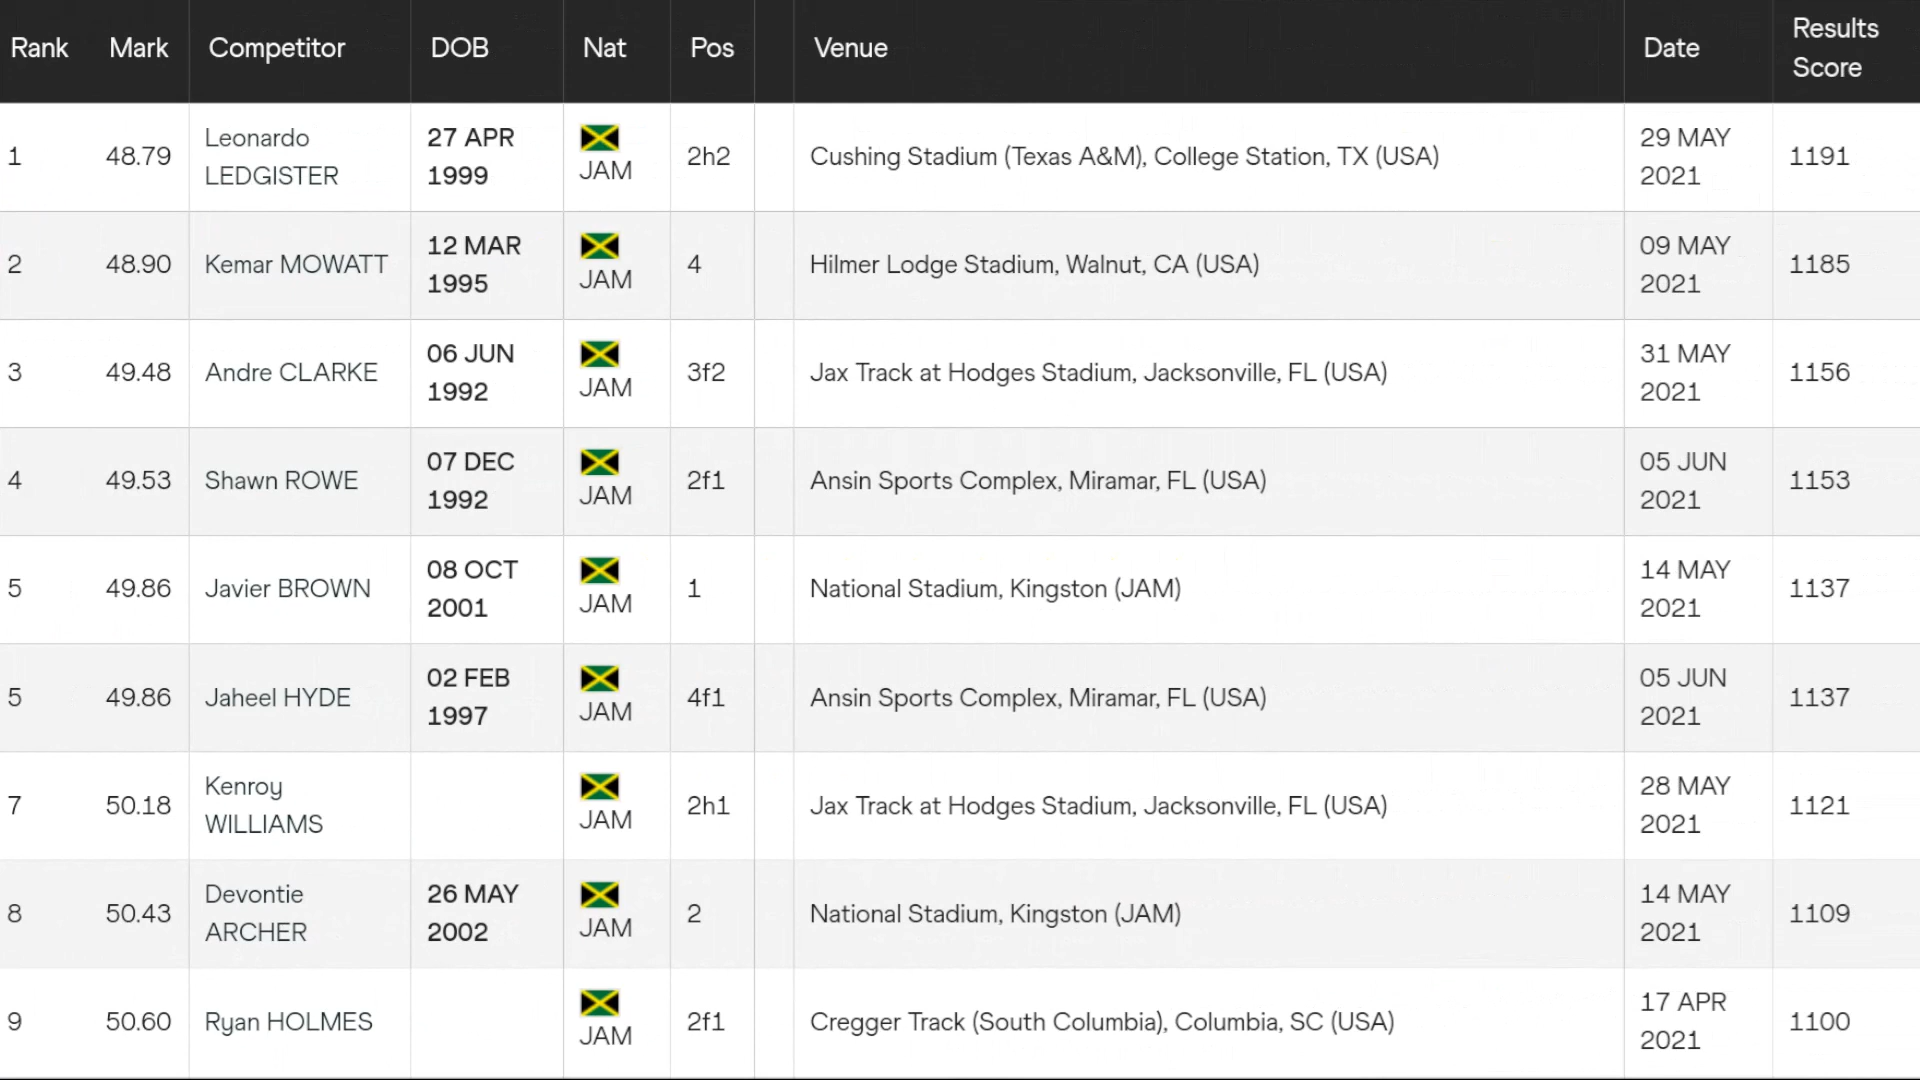 Rank Mark Competitor DOB Nat Pos Venue Date Results Score
1 48.79 Leonardo LEDGISTER 27 APR 1999 JAM 2h2 Cushing Stadium (Texas A&M), College Station, TX (USA) 29 MAY 2021 1191
2 48.90 Kemar MOWATT 12 MAR 1995 JAM 4 Hilmer Lodge Stadium, Walnut, CA (USA) 09 MAY 2021 1185
3 49.48 Andre CLARKE 06 JUN 1992 JAM 3f2 Jax Track at Hodges Stadium, Jacksonville, FL (USA) 31 MAY 2021 1156
4 49.53 Shawn ROWE 07 DEC 1992 JAM 2f1 Ansin Sports Complex, Miramar, FL (USA) 05 JUN 2021 1153
5 49.86 Javier BROWN 08 OCT 2001 JAM 1 National Stadium, Kingston (JAM) 14 MAY 2021 1137
5 49.86 Jaheel HYDE 02 FEB 1997 JAM 4f1 Ansin Sports Complex, Miramar, FL (USA) 05 JUN 2021 1137
7 50.18 Kenroy WILLIAMS JAM 2h1 Jax Track at Hodges Stadium, Jacksonville, FL (USA) 28 MAY 2021 1121
8 50.43 Devontie ARCHER 26 MAY 2002 JAM 2 National Stadium, Kingston (JAM) 14 MAY 2021 1109
9 50.60 Ryan HOLMES JAM 2f1 Cregger Track (South Columbia), Columbia, SC (USA) 17 APR 2021 1100